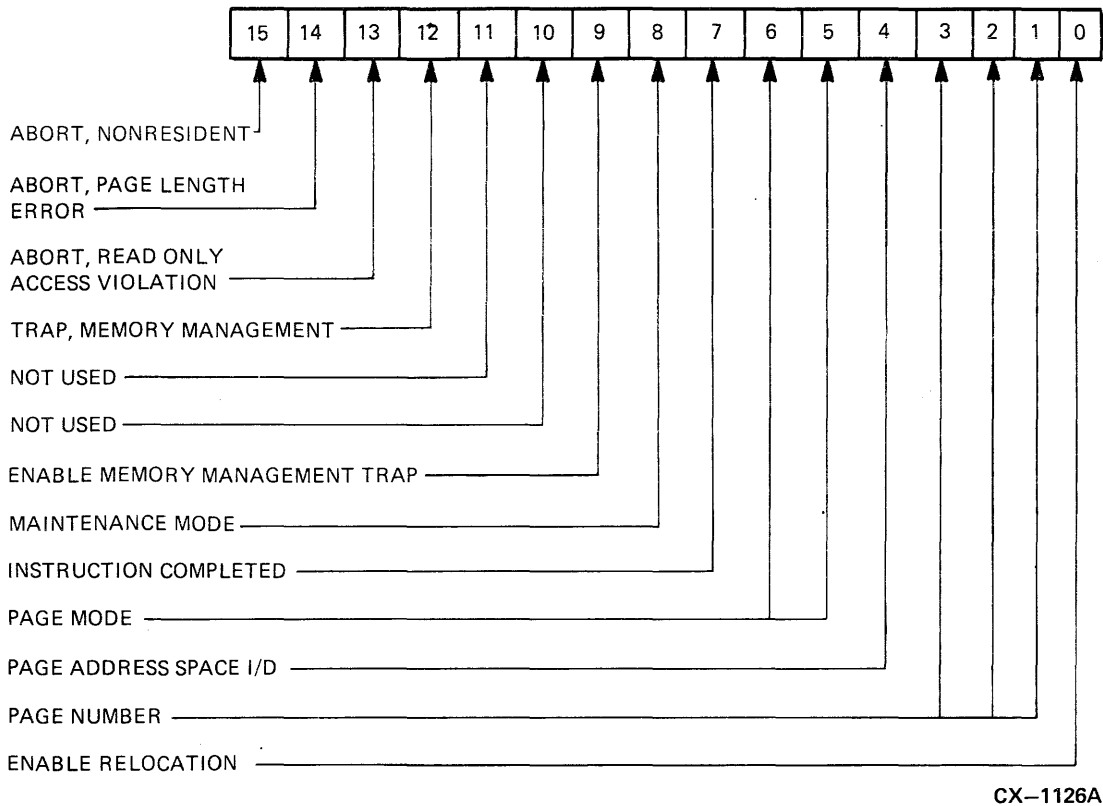 15 14 13 12 11 10 9 8 7 6 5 4 3 2 1 0
ABORT, NONRESIDENT
ABORT, PAGE LENGTH
ERROR
ABORT, READ ONLY
ACCESS VIOLATION
TRAP, MEMORY MANAGEMENT
NOT USED
NOT USED
ENABLE MEMORY MANAGEMENT TRAP
MAINTENANCE MODE
INSTRUCTION COMPLETED
PAGE MODE
PAGE ADDRESS SPACE I/D
PAGE NUMBER
ENABLE RELOCATION
CX–1126A